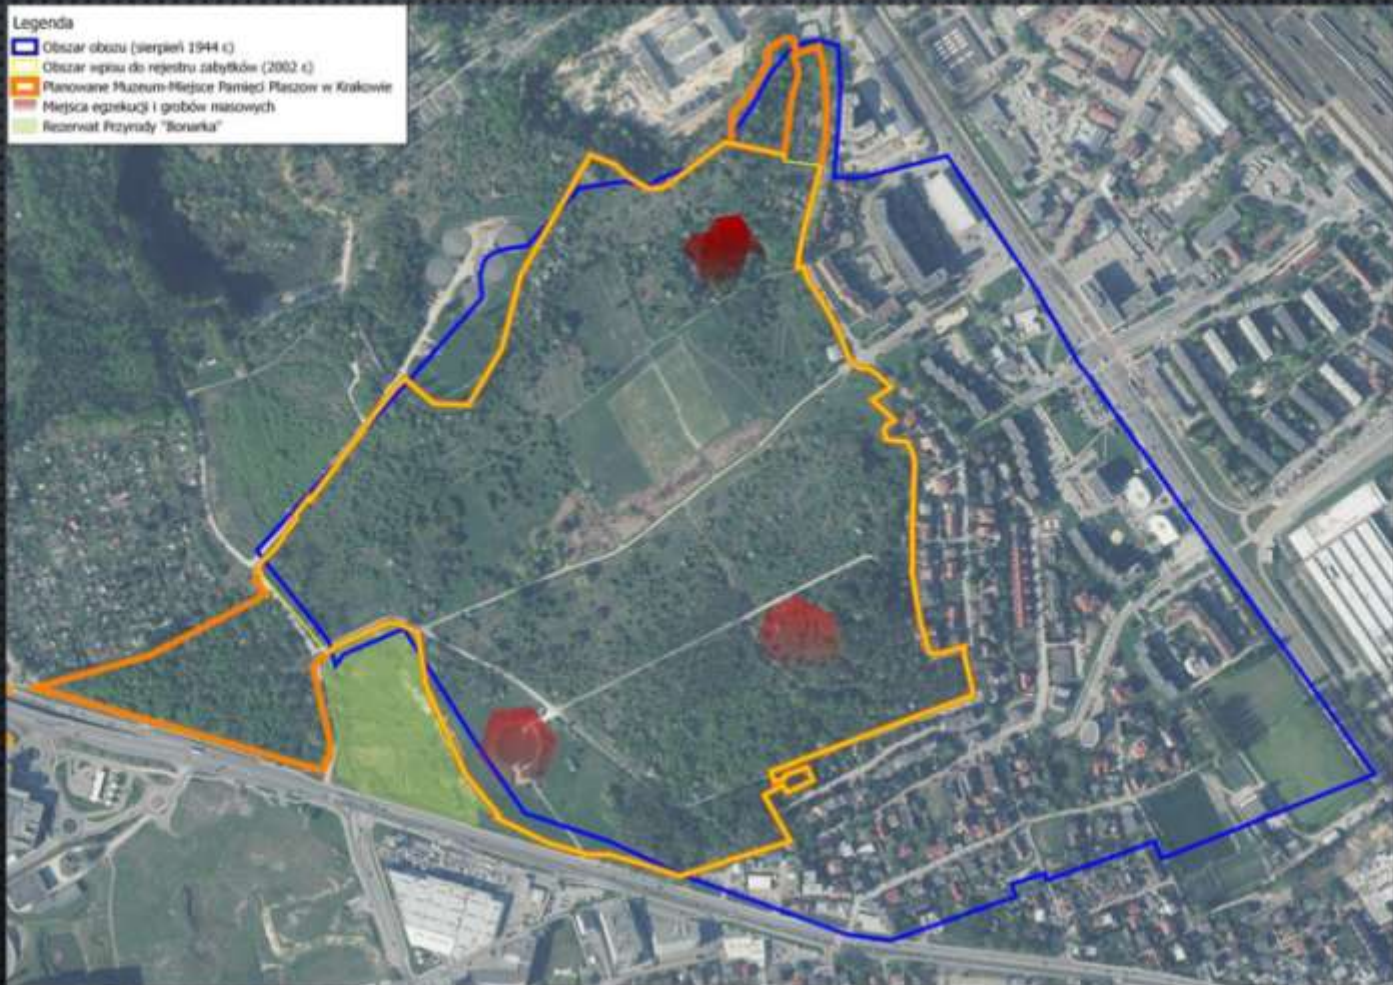 Legenda
Obszar obozu (sierpień 1944 r.)
Obszar wpisu do rejestru zabytków (2002 r.)
Planowane Muzeum-Miejsce Pamięci Płaszow w Krakowie
Miejsca egzekucji i grobów masowych
Rezerwat Przyrody "Bonarka"